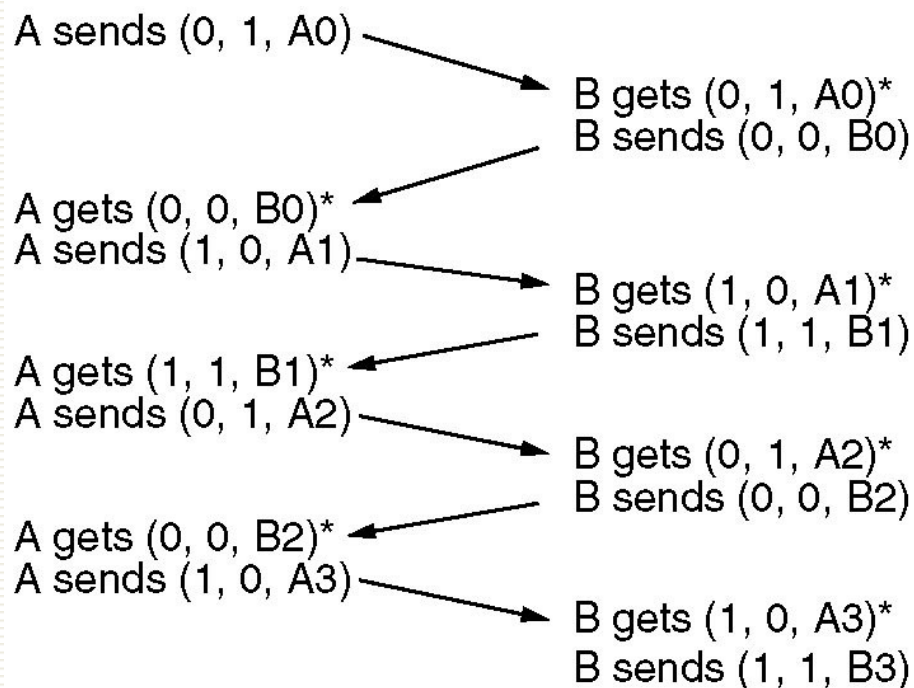 A sends (0, 1, A0)
B gets (0, 1, A0)*
B sends (0, 0, B0)
A gets (0, 0, B0)*
A sends (1, 0, A1)
B gets (1, 0, A1)*
B sends (1, 1, B1)
A gets (1, 1, B1)*
A sends (0, 1, A2)
B gets (0, 1, A2)*
B sends (0, 0, B2)
A gets (0, 0, B2)*
A sends (1, 0, A3)
B gets (1, 0, A3)*
B sends (1, 1, B3)